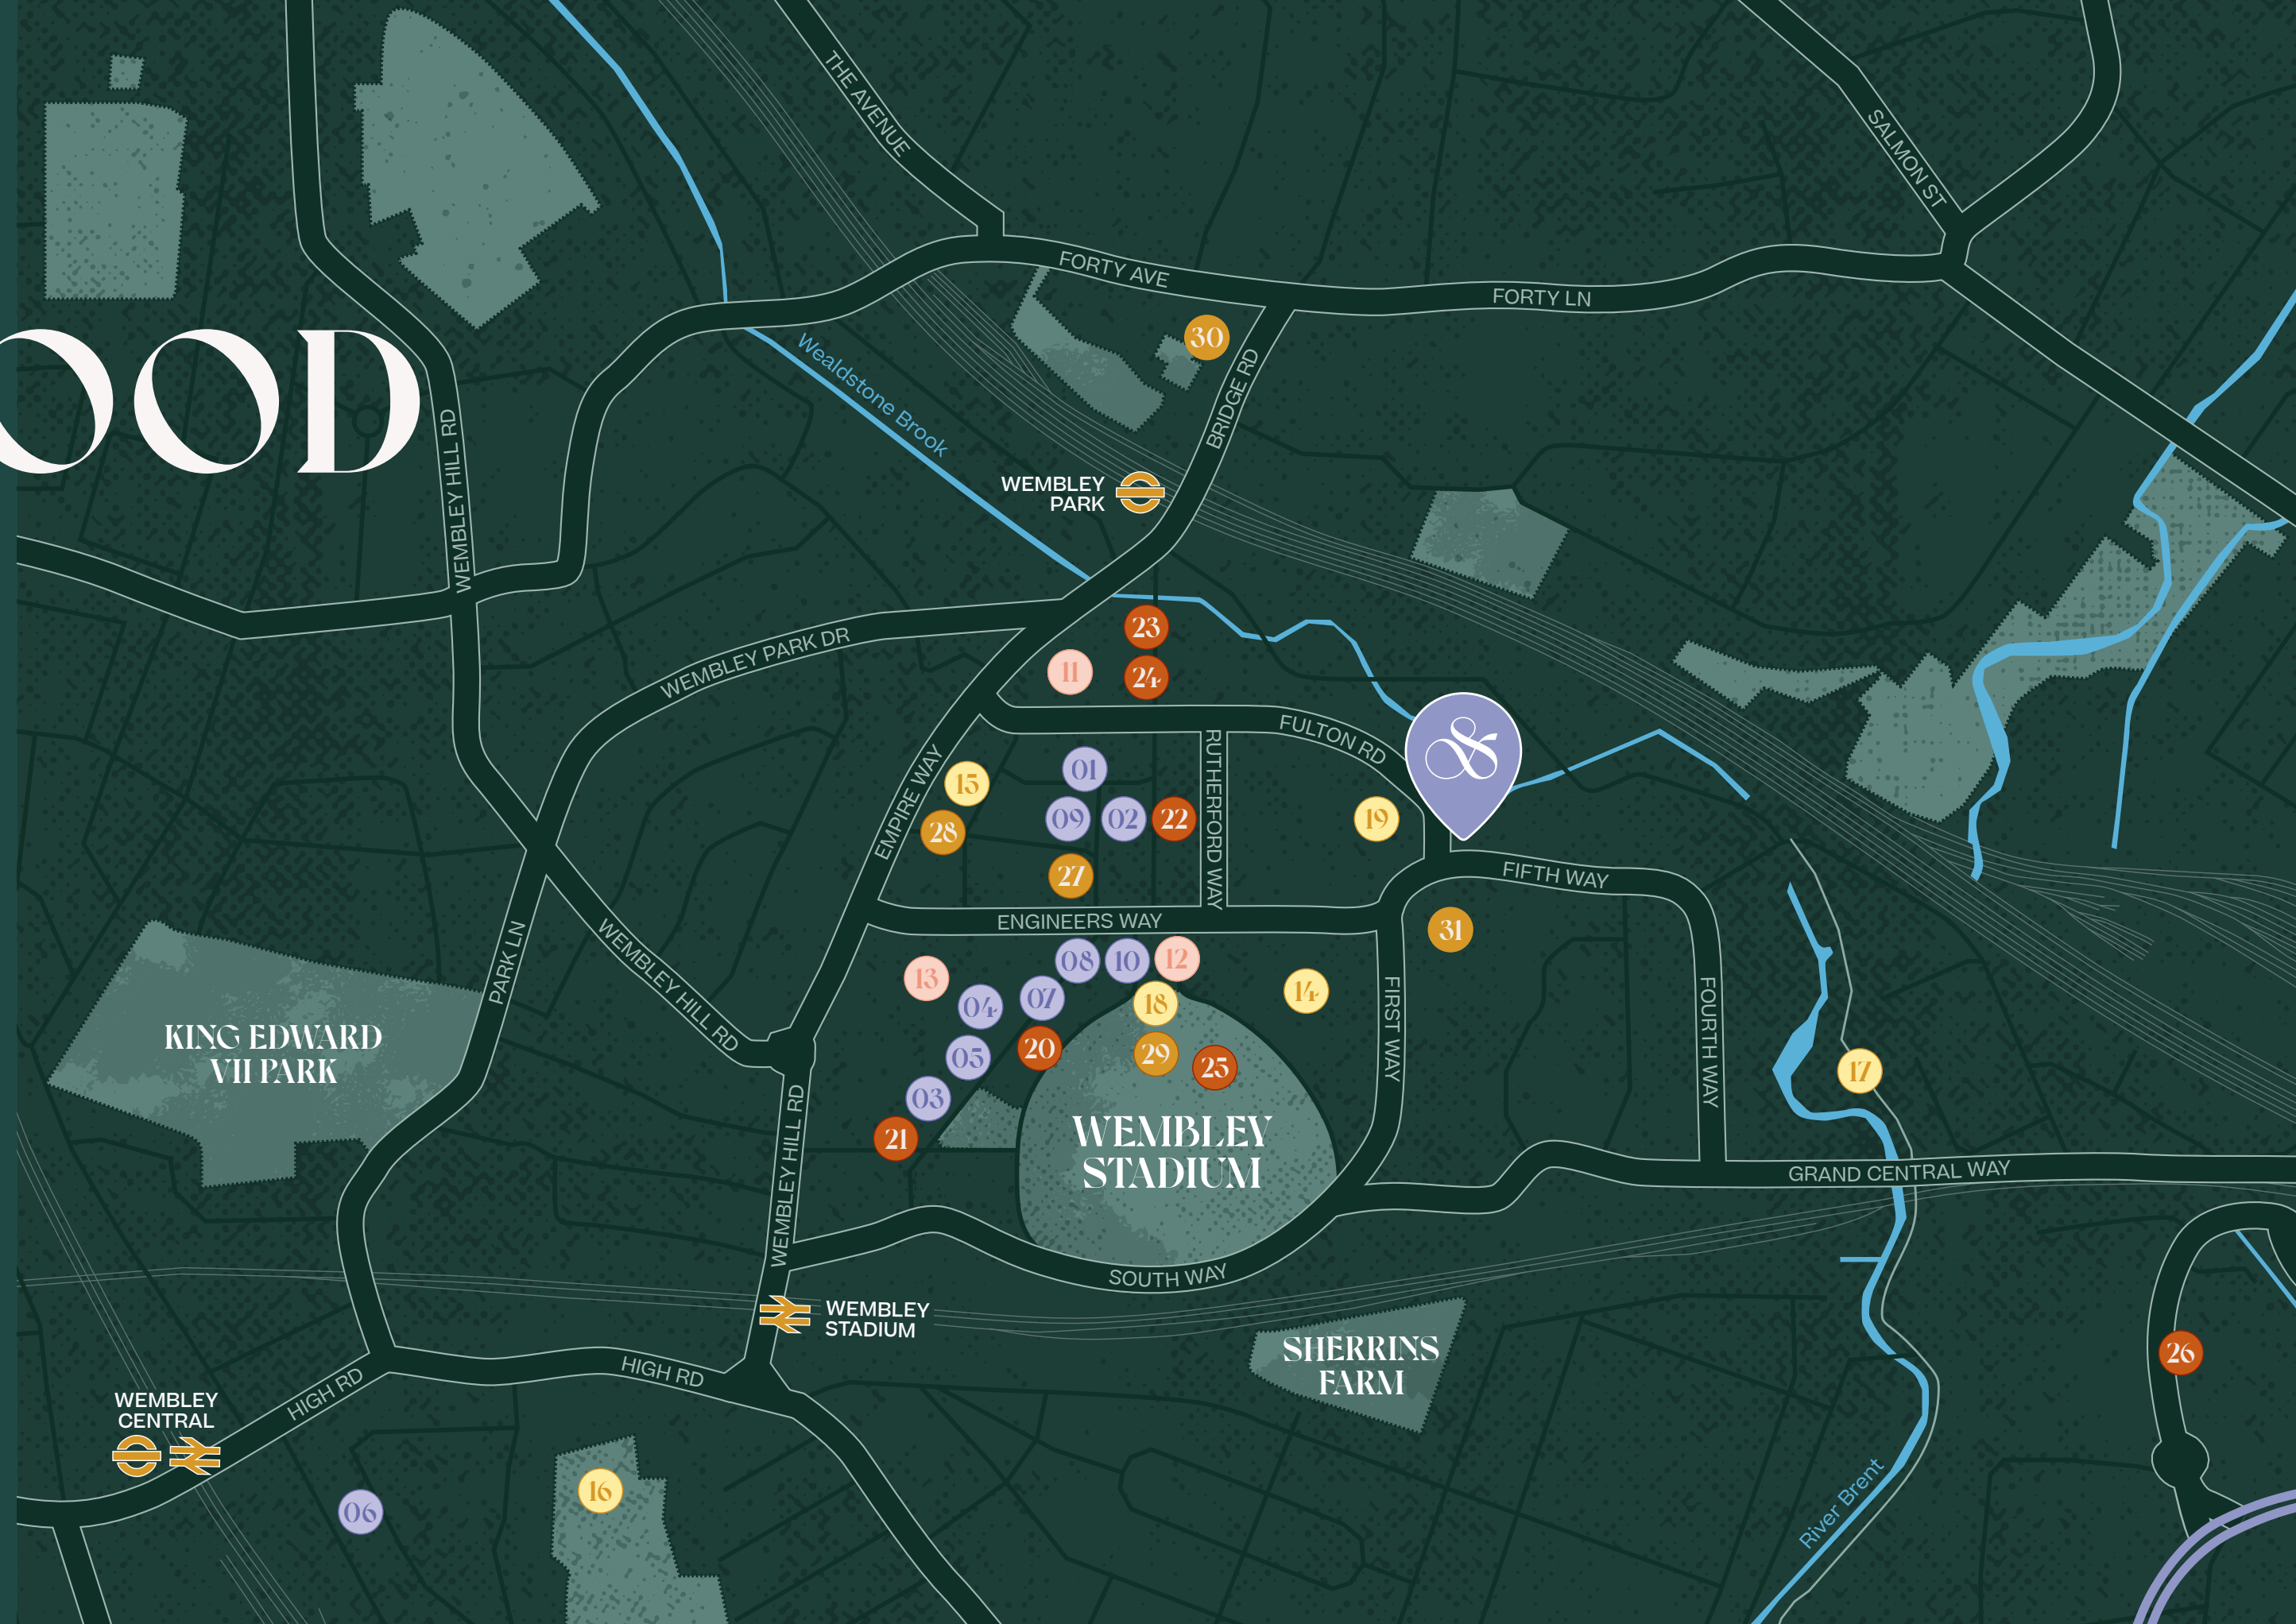 THE AVENUE
SALMON ST
FORTY AVE
FORTY LN
30
OOD
Wealdstone Brook
BRIDGE RD
WEMBLEY HILL RD
WEMBLEY
PARK
23
11
24
WEMBLEY PARK DR
FULTON RD
S
RUTHERFORD WAY
EMPIRE WAY
15
01
28
09
02
22
19
27
FIFTH WAY
ENGINEERS WAY
31
PARK LN
WEMBLEY HILL RD
13
08
10
12
04
07
18
14
FIRST WAY
FOURTH WAY
KING EDWARD
VII PARK
05
20
29
25
17
03
21
WEMBLEY
STADIUM
WEMBLEY HILL RD
GRAND CENTRAL WAY
SOUTH WAY
WEMBLEY
STADIUM
SHERRINS
FARM
26
HIGH RD
HIGH RD
WEMBLEY
CENTRAL
16
06
River Brent